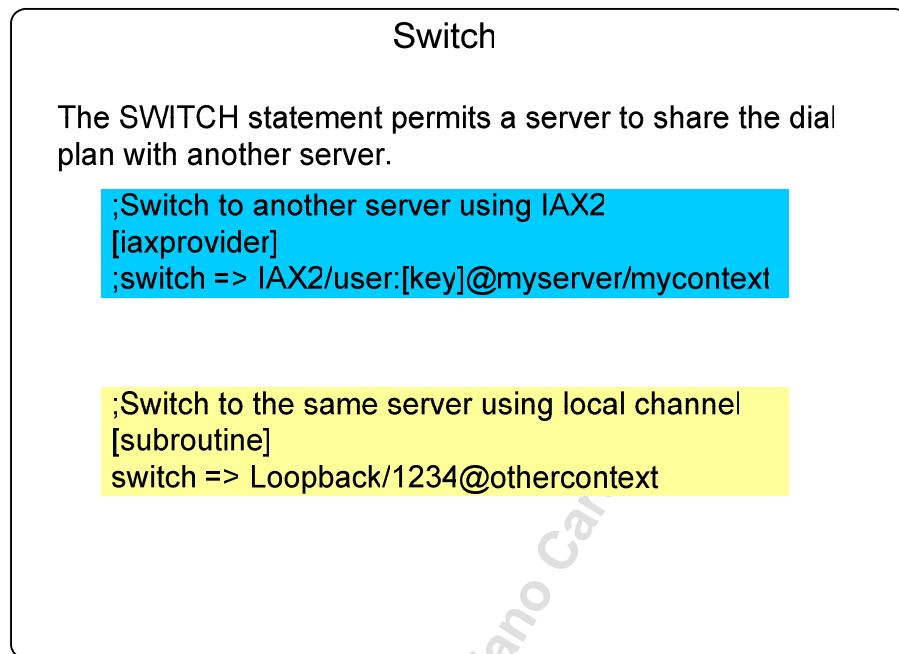 Switch
The SWITCH statement permits a server to share the dial
plan with another server.
;Switch to another server using IAX2
[iaxprovider]
;switch => IAX2/user:[key]@myserver/mycontext
;Switch to the same server using local channel
[subroutine]
switch => Loopback/1234@othercontext